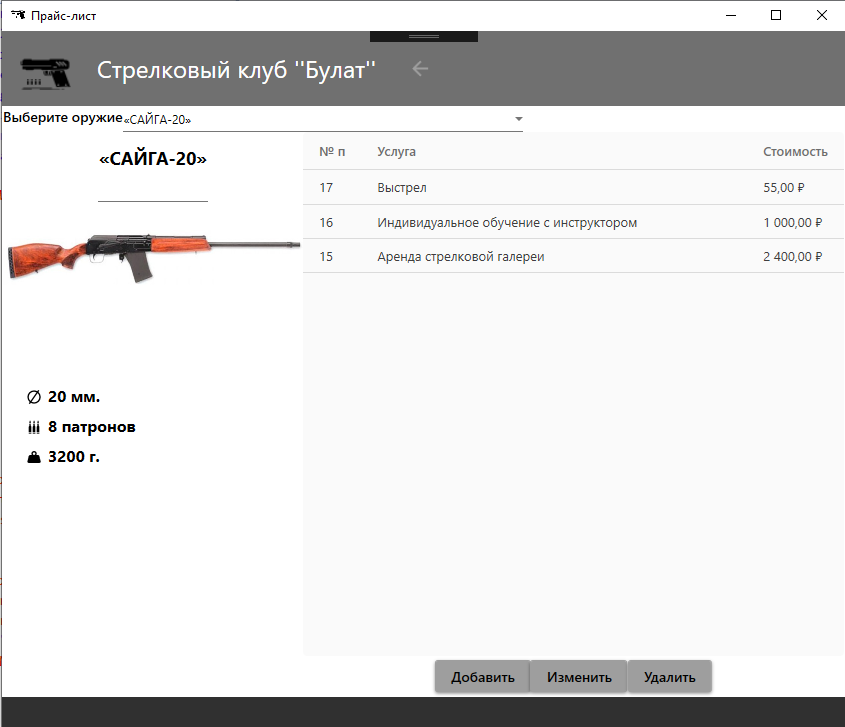 Прайс-лист
Стрелковый клуб "Булат"
Выберите оружие «САЙГА-20»
«САЙГА-20»
20 мм.
8 патронов
3200 г.
№ п Услуга Стоимость
17 Выстрел 55,00 ₽
16 Индивидуальное обучение с инструктором 1 000,00 ₽
15 Аренда стрелковой галереи 2 400,00 ₽
Добавить Изменить Удалить